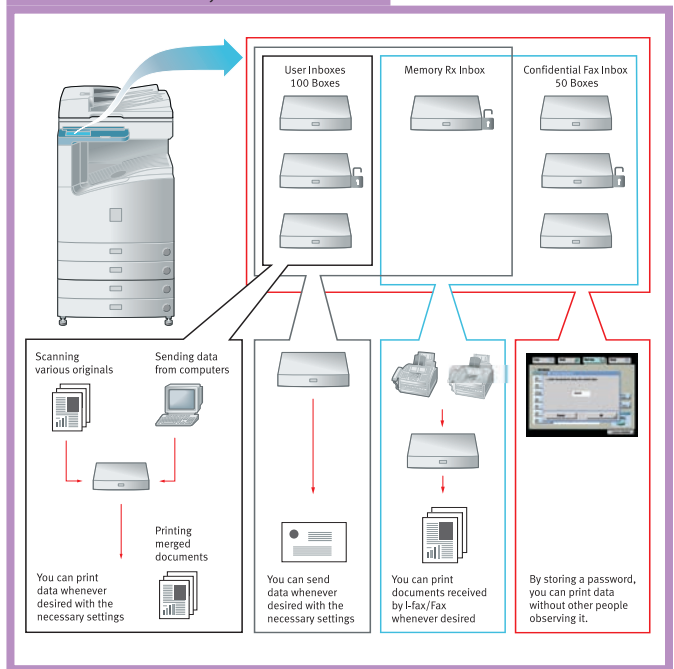 User Inboxes
100 Boxes
Memory Rx Inbox
Confidential Fax Inbox
50 Boxes
Scanning
various originals
Sending data
from computers
Printing
merged
documents
You can print
data whenever
desired with the
necessary settings
You can send
data whenever
desired with the
necessary settings
You can print
documents received
by I-fax/Fax
whenever desired
By storing a password,
you can print data
without other people
observing it.